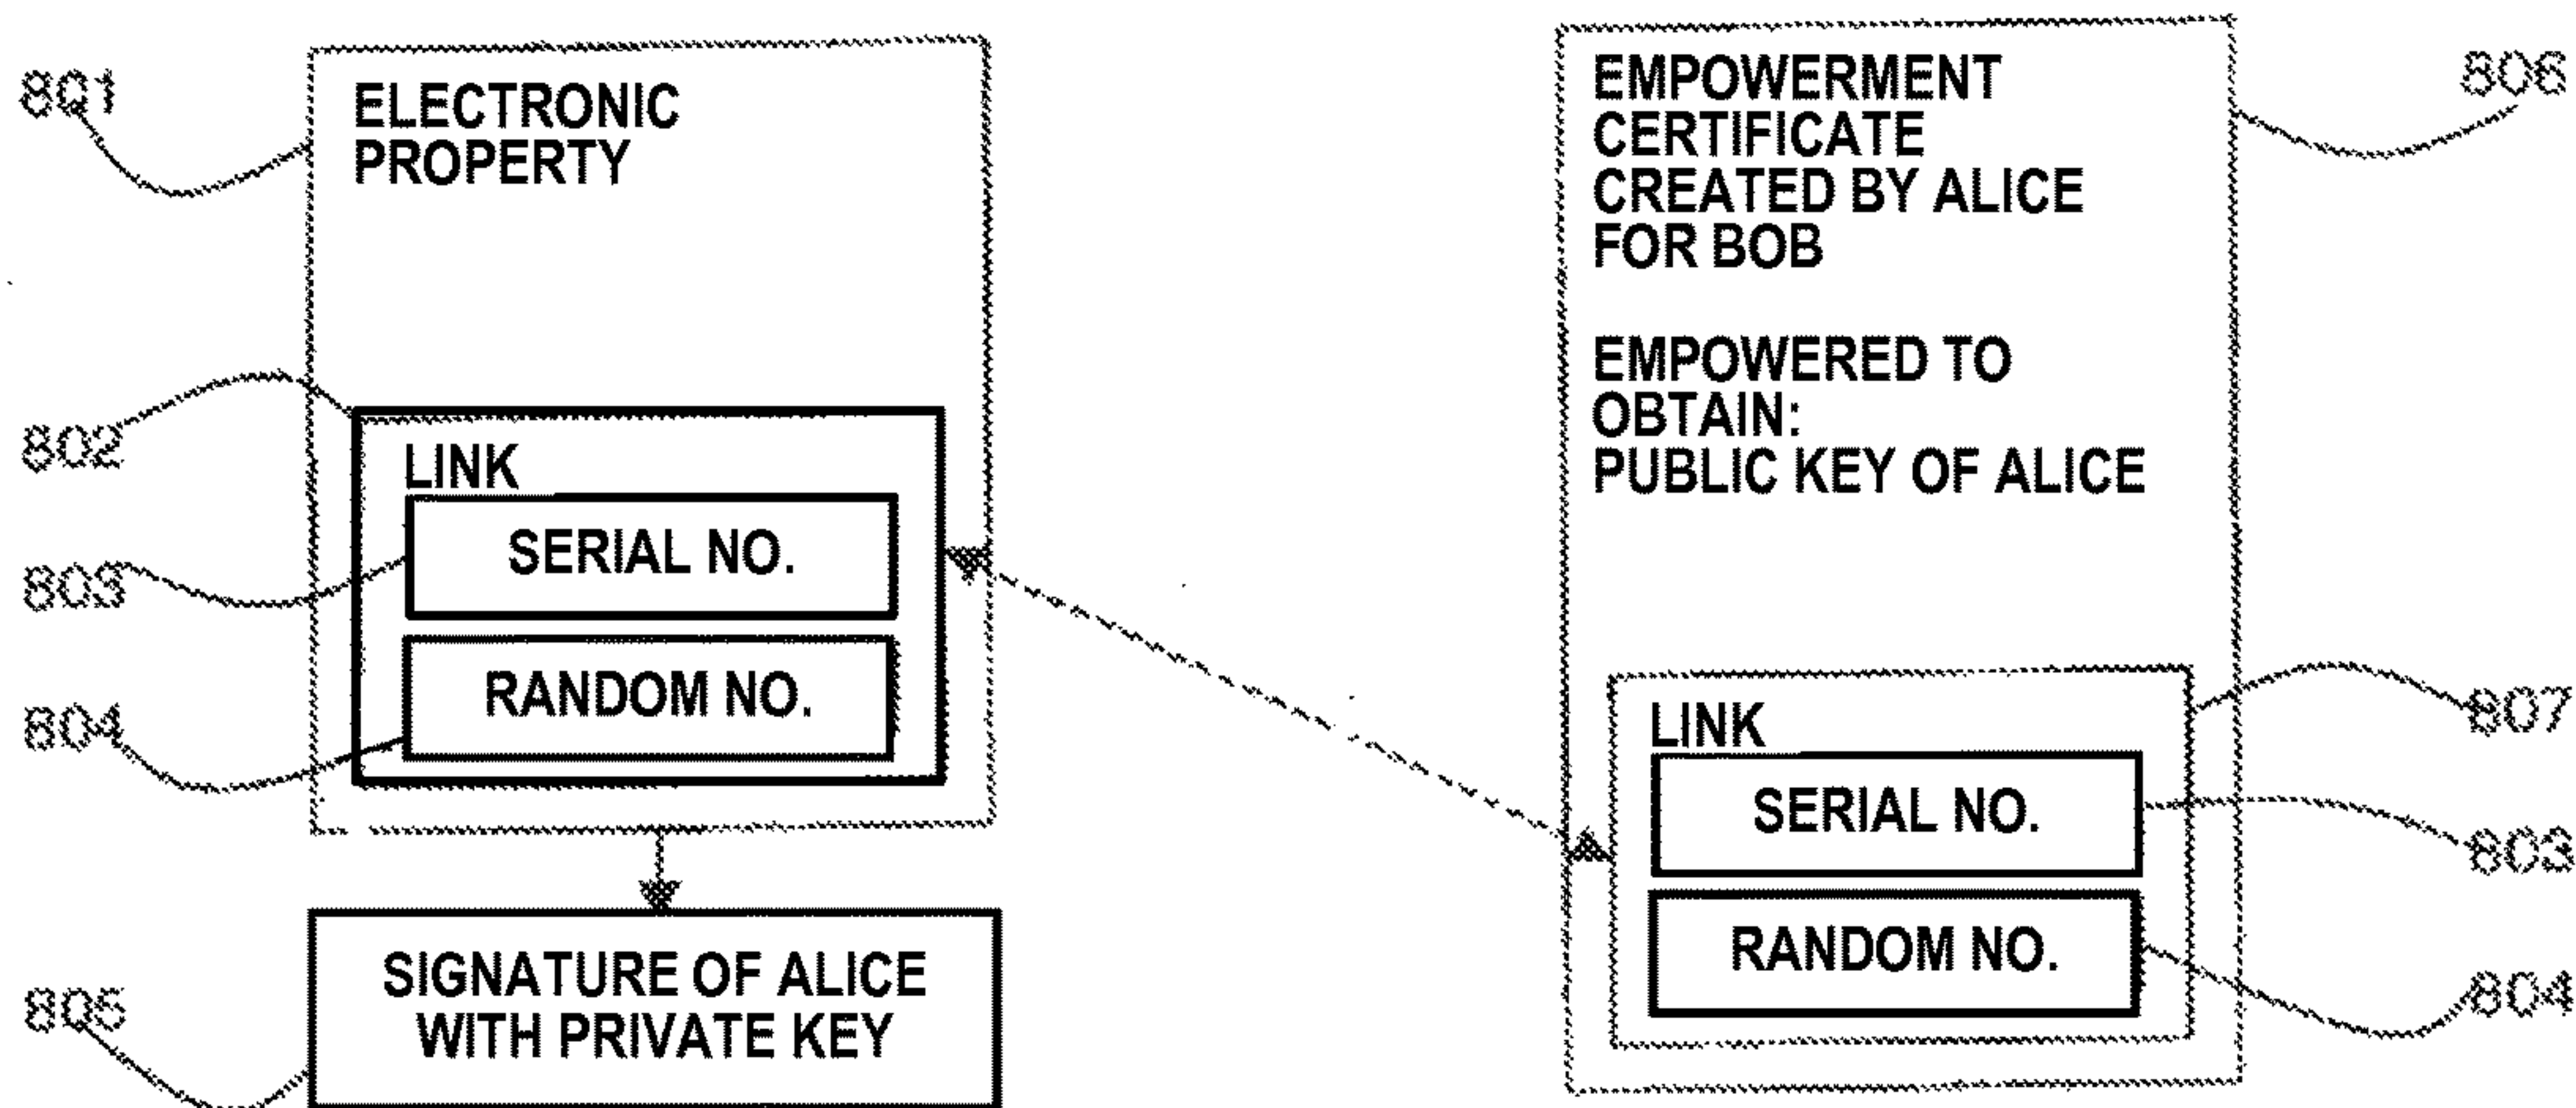 801
ELECTRONIC
PROPERTY
802
LINK
803
SERIAL NO.
804
RANDOM NO.
805
SIGNATURE OF ALICE
WITH PRIVATE KEY
806
EMPOWERMENT
CERTIFICATE
CREATED BY ALICE
FOR BOB
EMPOWERED TO
OBTAIN:
PUBLIC KEY OF ALICE
807
LINK
SERIAL NO.
803
RANDOM NO.
804